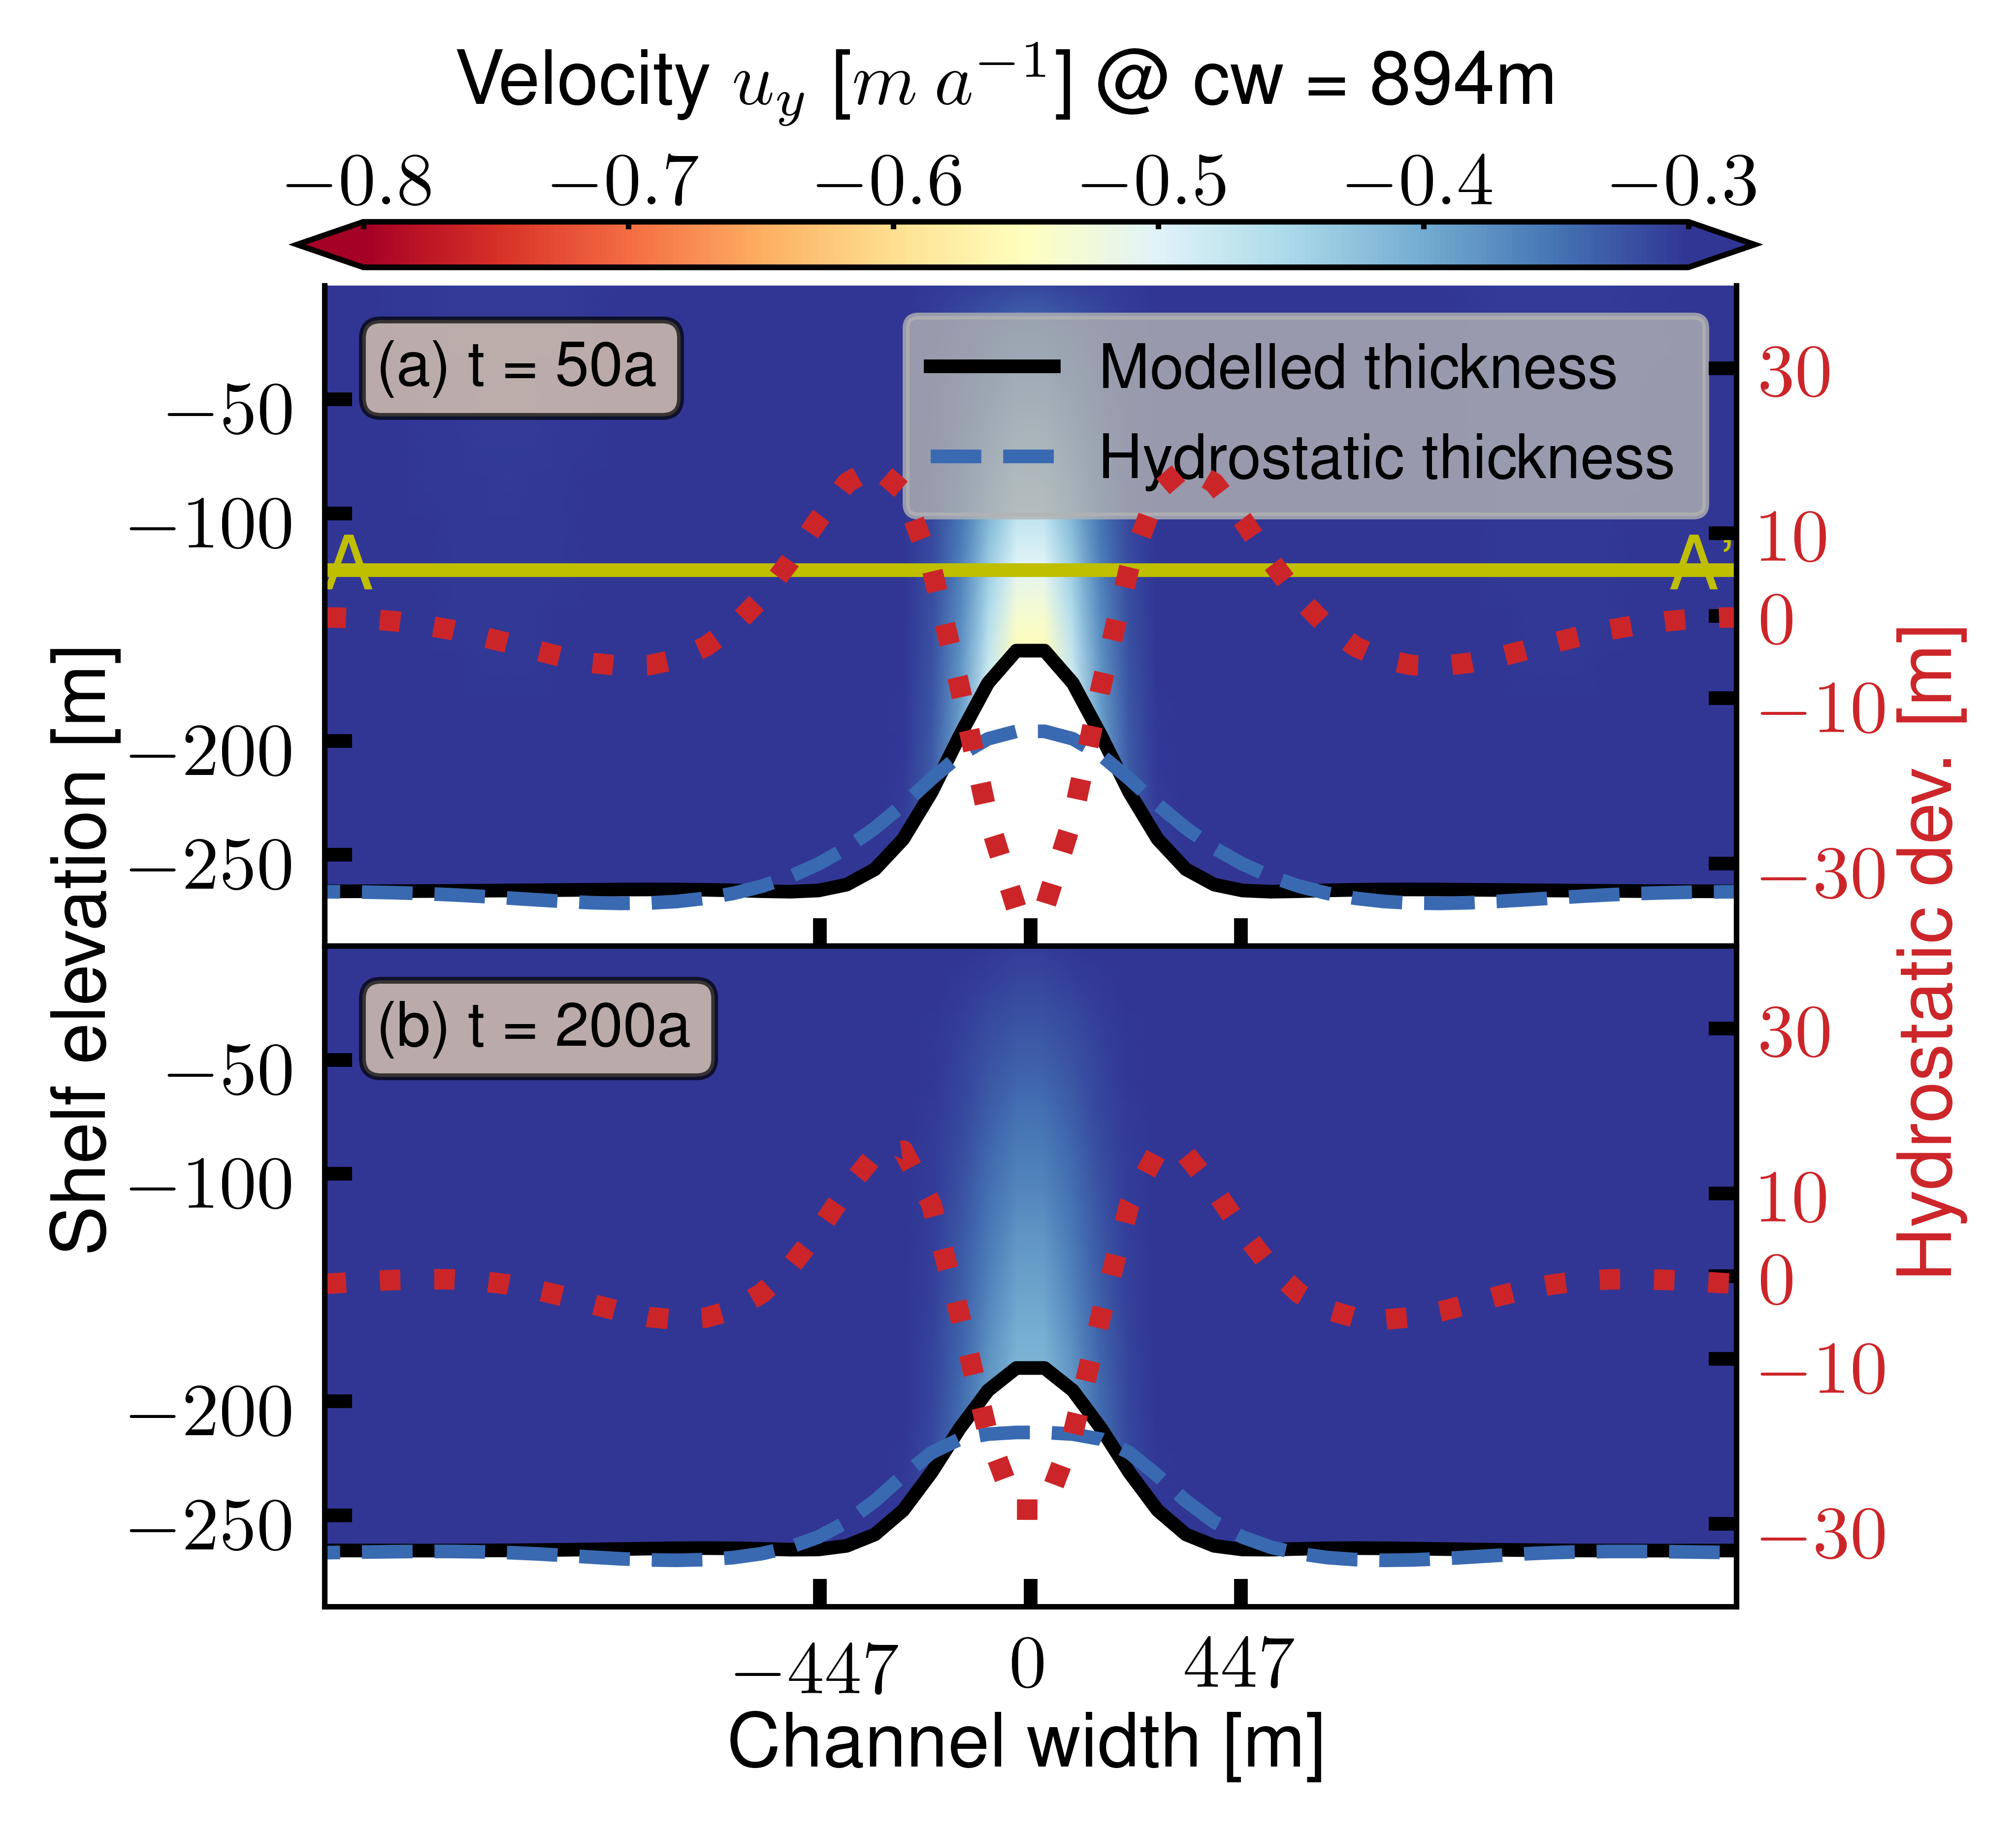 Velocity u_y [m a⁻¹] @ cw = 894m
−0.8 −0.7 −0.6 −0.5 −0.4 −0.3
(a) t = 50a
Modelled thickness
Hydrostatic thickness
A A'
−50
−100
−200
−250
30
10
0
−10
−30
Shelf elevation [m]
Hydrostatic dev. [m]
(b) t = 200a
−50
−100
−200
−250
30
10
0
−10
−30
−447 0 447
Channel width [m]